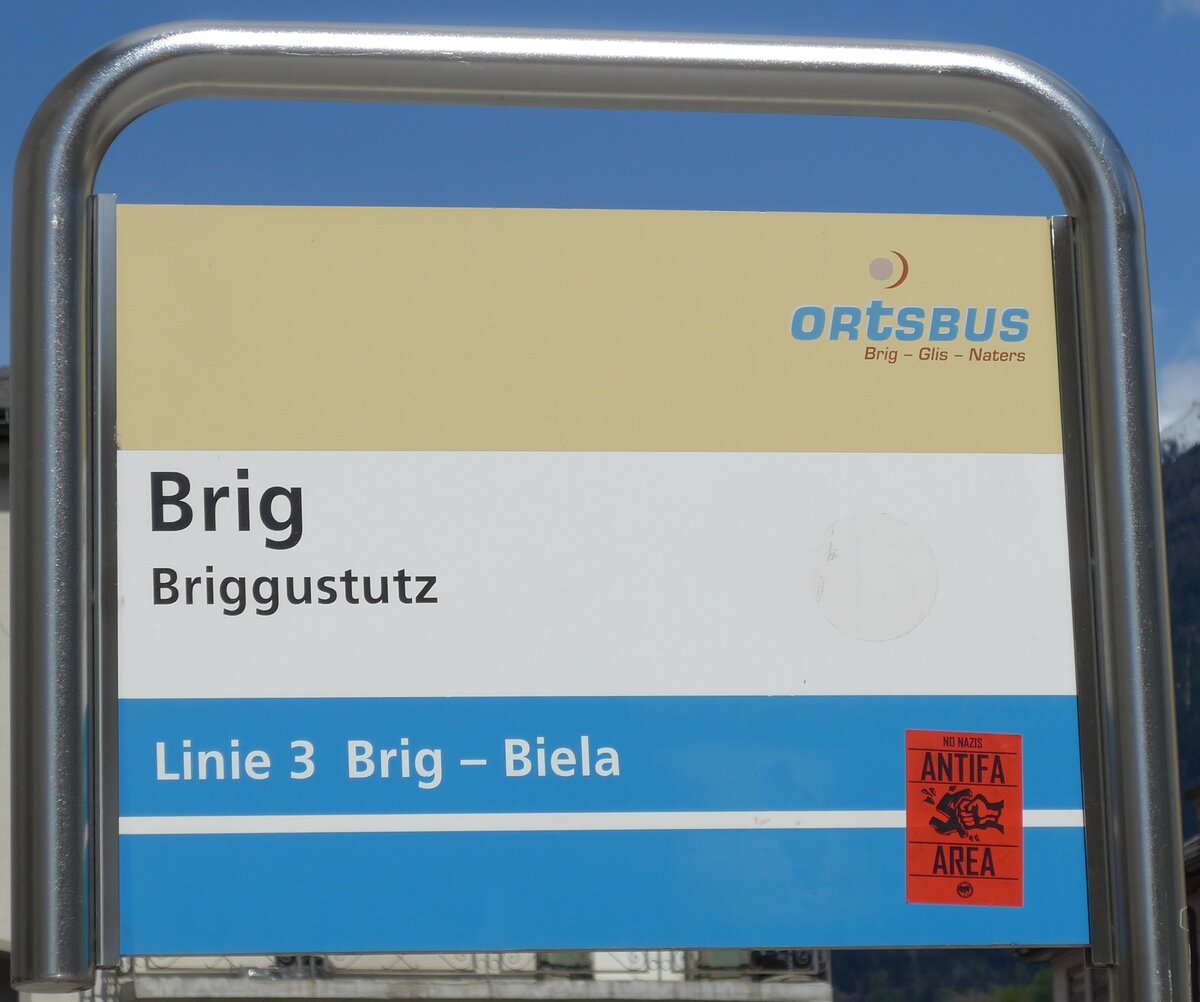 ORtSBUS
Brig – Glis – Naters
Brig
Briggustutz
Linie 3 Brig – Biela
NO NAZIS
ANTIFA
AREA